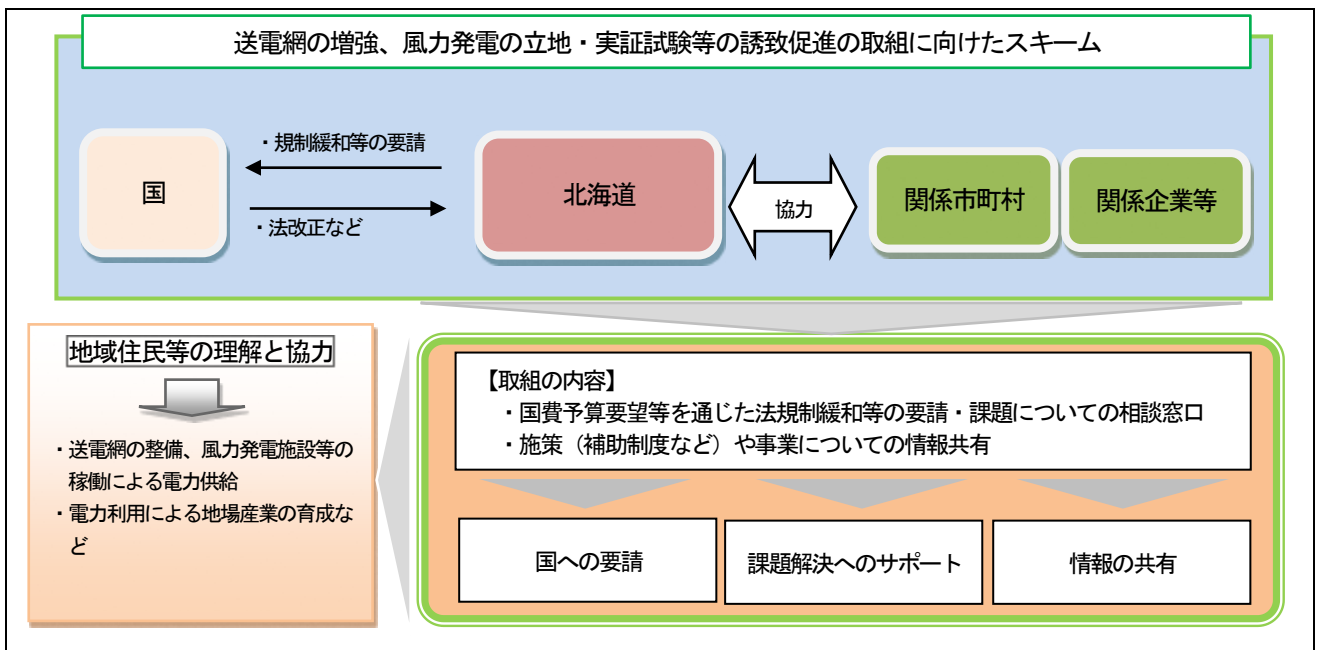 送電網の増強、風力発電の立地・実証試験等の誘致促進の取組に向けたスキーム
・規制緩和等の要請
国
北海道
協力
関係市町村
関係企業等
・法改正など
地域住民等の理解と協力
・送電網の整備、風力発電施設等の
稼働による電力供給
・電力利用による地場産業の育成な
ど
【取組の内容】
・国費予算要望等を通じた法規制緩和等の要請・課題についての相談窓口
・施策（補助制度など）や事業についての情報共有
国への要請
課題解決へのサポート
情報の共有